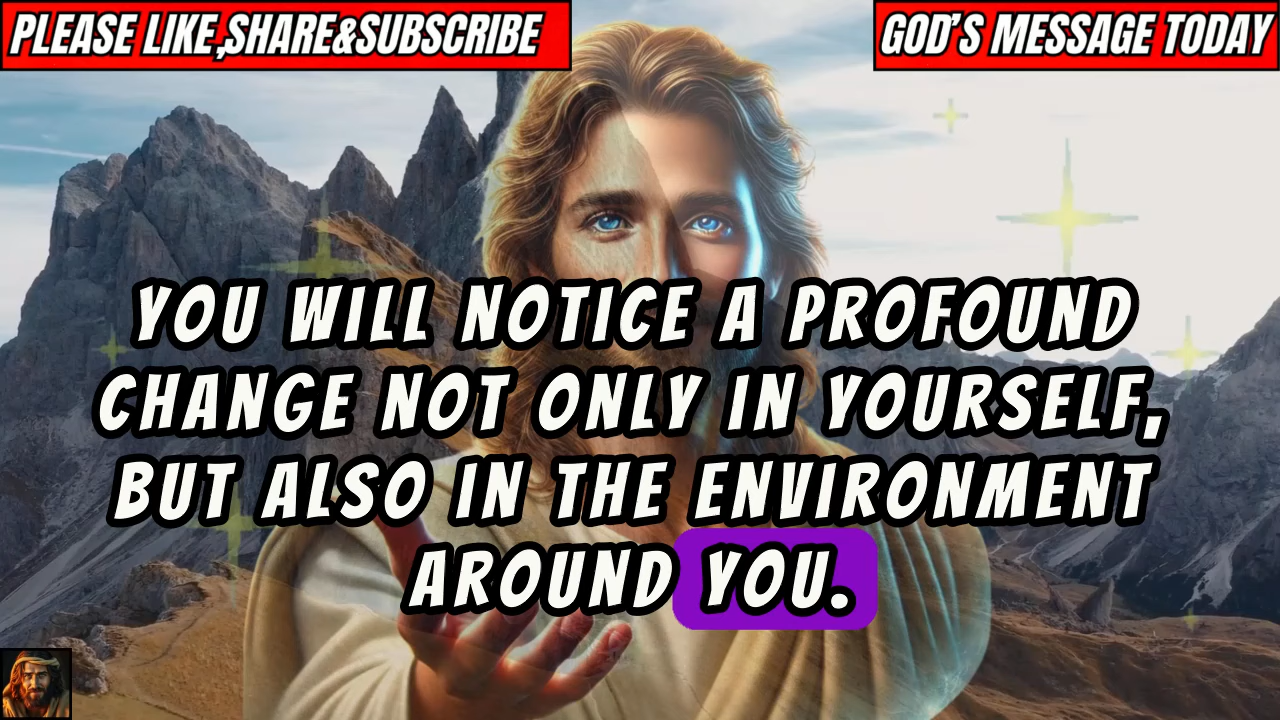 PLEASE LIKE,SHARE&SUBSCRIBE
GOD'S MESSAGE TODAY
YOU WILL NOTICE A PROFOUND
CHANGE NOT ONLY IN YOURSELF,
BUT ALSO IN THE ENVIRONMENT
AROUND YOU.